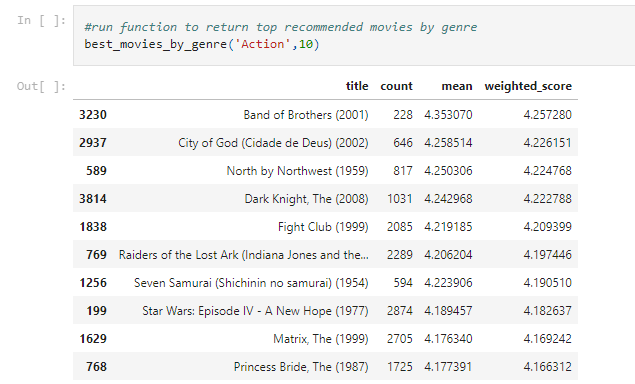 In [ ]:
#run function to return top recommended movies by genre
best_movies_by_genre('Action',10)
Out[ ]:
title count mean weighted_score
3230 Band of Brothers (2001) 228 4.353070 4.257280
2937 City of God (Cidade de Deus) (2002) 646 4.258514 4.226151
589 North by Northwest (1959) 817 4.250306 4.224768
3814 Dark Knight, The (2008) 1031 4.242968 4.222788
1838 Fight Club (1999) 2085 4.219185 4.209399
769 Raiders of the Lost Ark (Indiana Jones and the... 2289 4.206204 4.197446
1256 Seven Samurai (Shichinin no samurai) (1954) 594 4.223906 4.190510
199 Star Wars: Episode IV - A New Hope (1977) 2874 4.189457 4.182637
1629 Matrix, The (1999) 2705 4.176340 4.169242
768 Princess Bride, The (1987) 1725 4.177391 4.166312